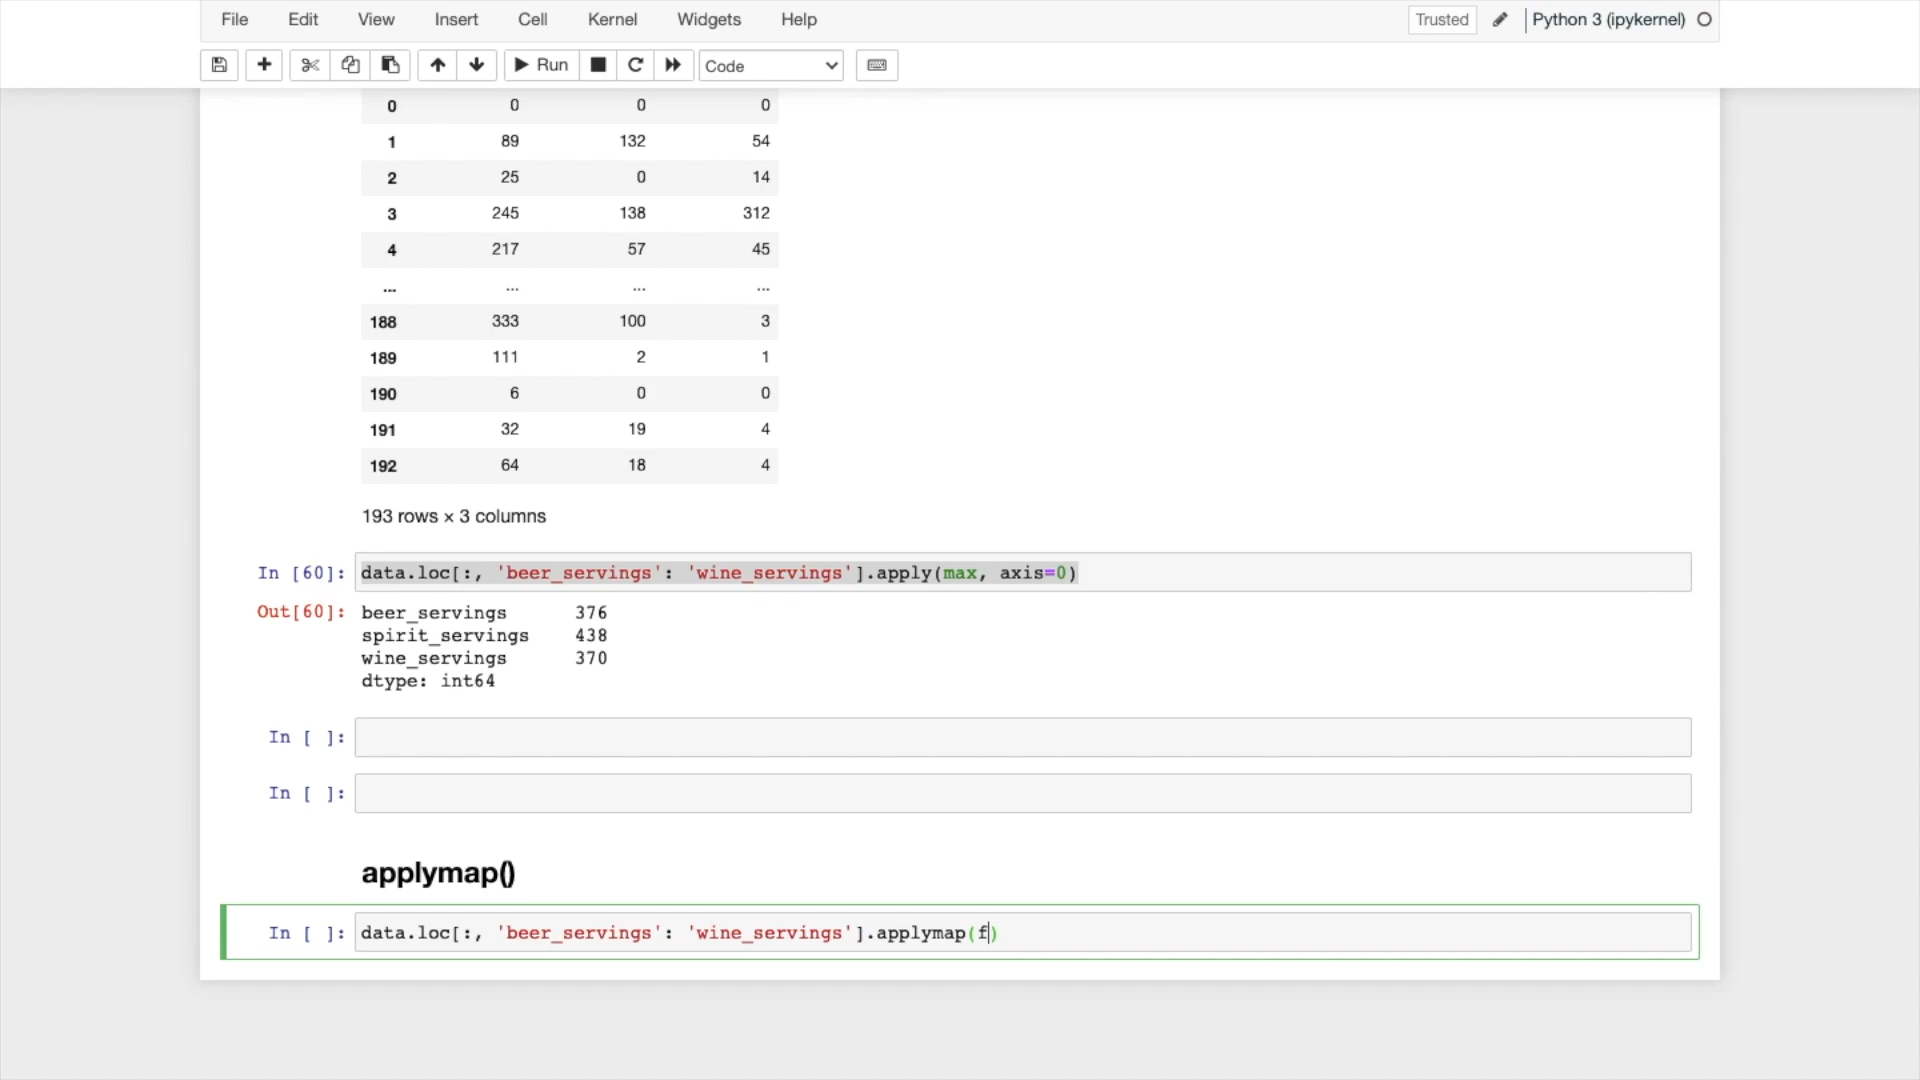 File Edit View Insert Cell Kernel Widgets Help Trusted Python 3 (ipykernel)
Run Code
0 0 0 0
1 89 132 54
2 25 0 14
3 245 138 312
4 217 57 45
... ... ... ...
188 333 100 3
189 111 2 1
190 6 0 0
191 32 19 4
192 64 18 4
193 rows × 3 columns
In [60]: data.loc[:, 'beer_servings': 'wine_servings'].apply(max, axis=0)
Out[60]: beer_servings 376
spirit_servings 438
wine_servings 370
dtype: int64
In [ ]:
In [ ]:
applymap()
In [ ]: data.loc[:, 'beer_servings': 'wine_servings'].applymap(f)